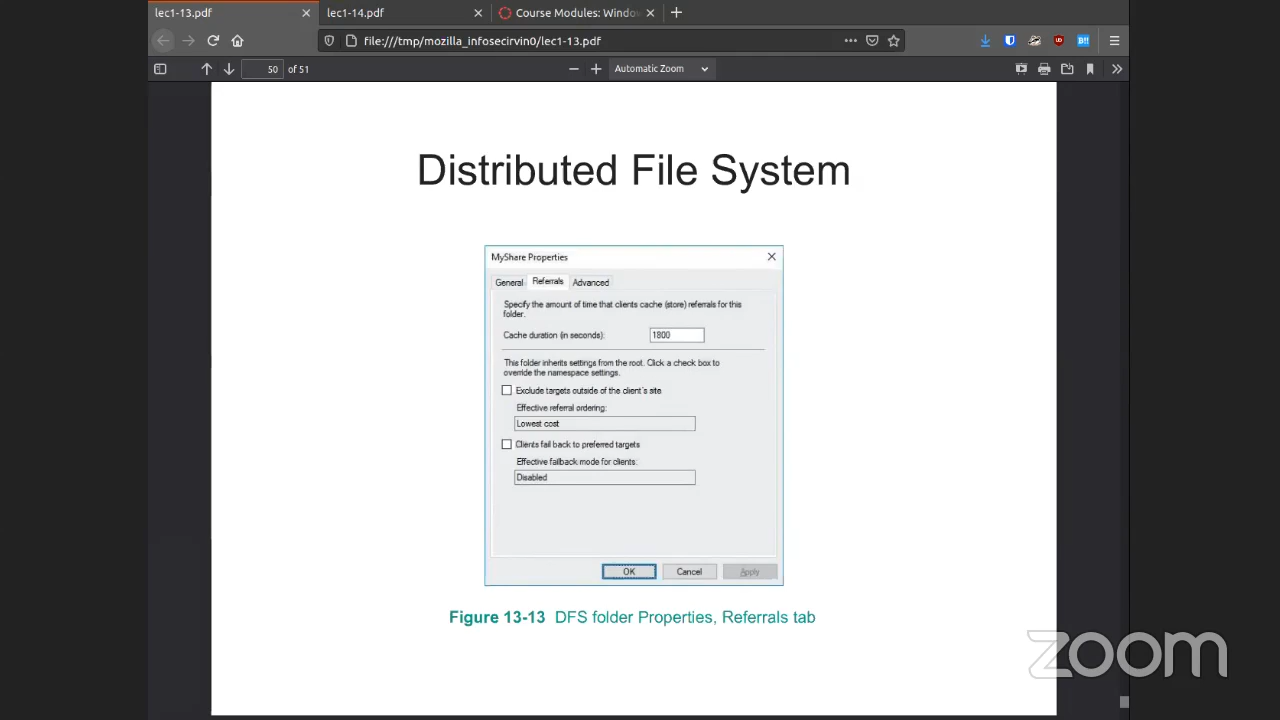 lec1-13.pdf
lec1-14.pdf
Course Modules: Windo
file:///tmp/mozilla_infosecirvin0/lec1-13.pdf
50 of 51
Automatic Zoom
Distributed File System
MyShare Properties
General Referrals Advanced
Specify the amount of time that clients cache (store) referrals for this
folder.
Cache duration (in seconds): 1800
This folder inherits settings from the root. Click a check box to
override the namespace settings.
Exclude targets outside of the client's site
Effective referral ordering:
Lowest cost
Clients fail back to preferred targets
Effective failback mode for clients:
Disabled
OK Cancel Apply
Figure 13-13 DFS folder Properties, Referrals tab
zoom